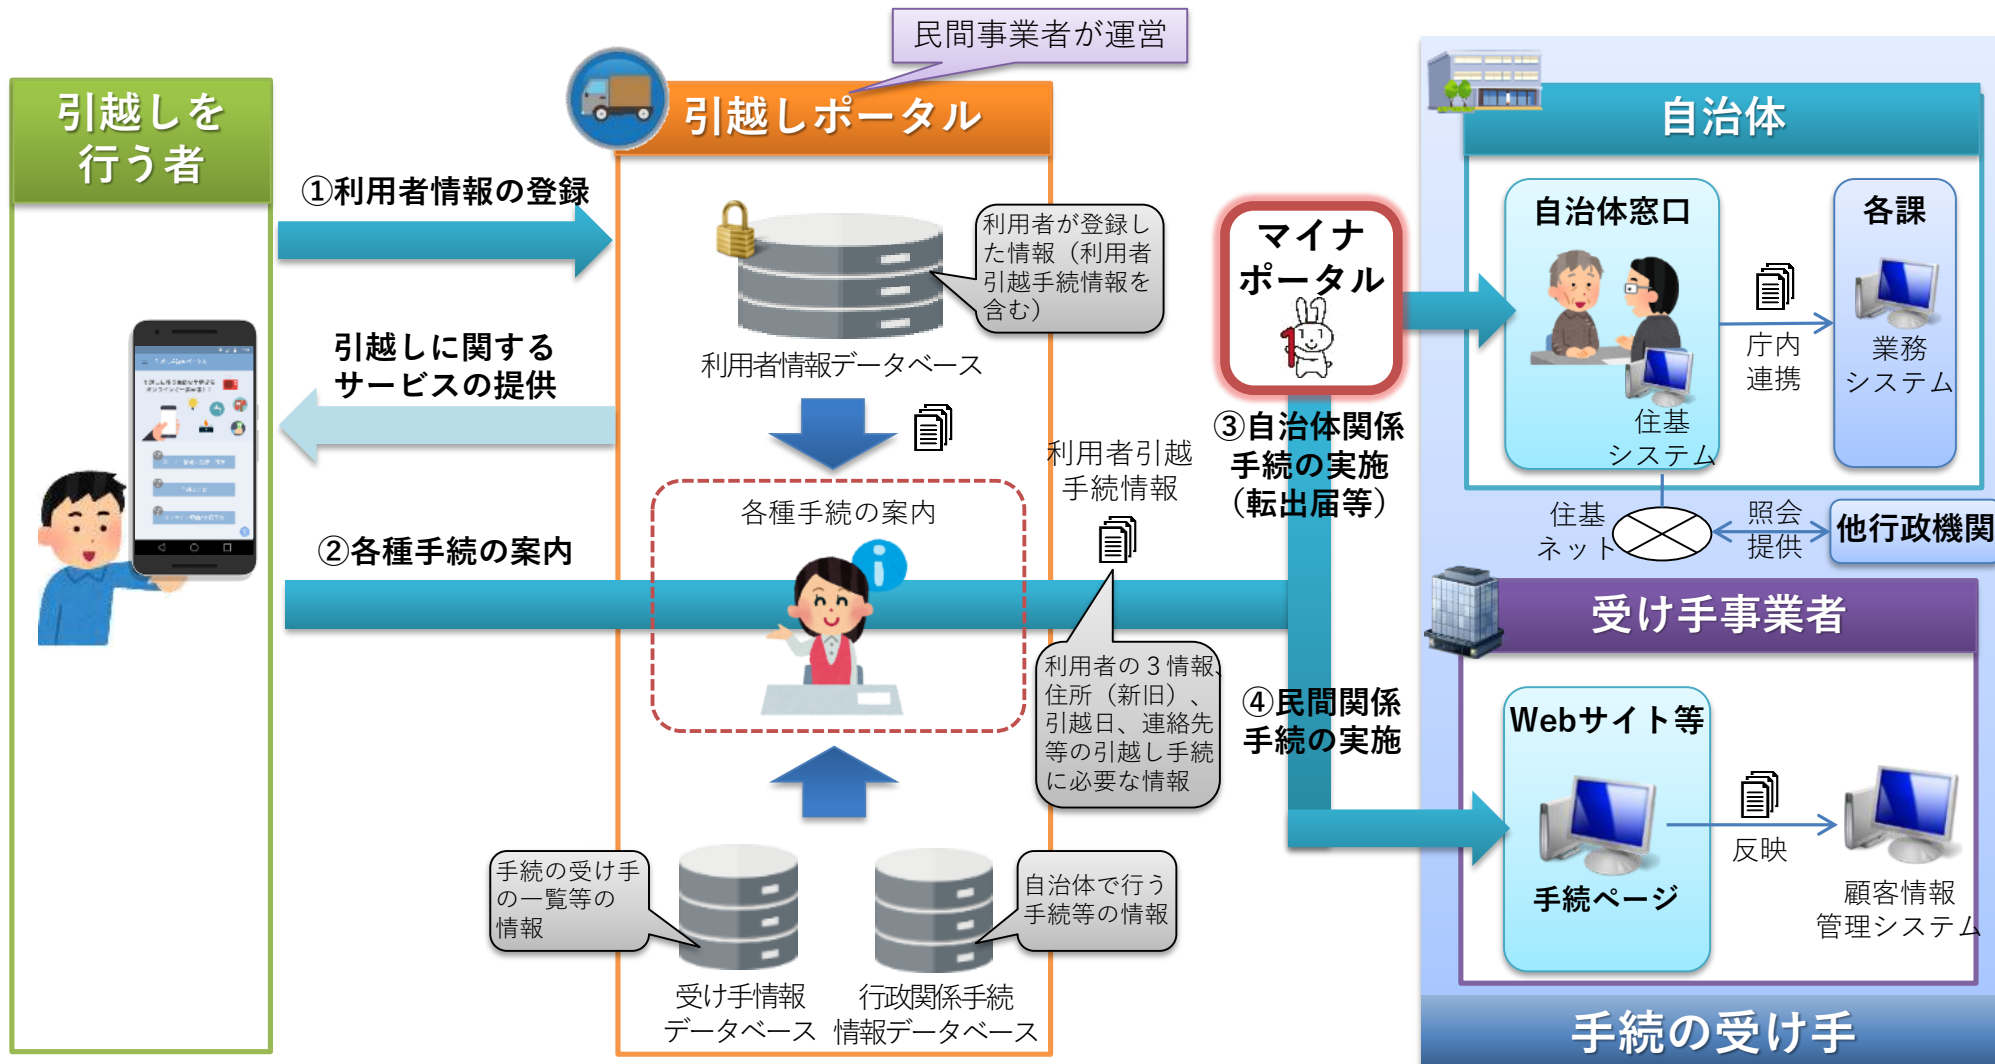 民間事業者が運営
引越しを
行う者
引越しポータル
自治体
①利用者情報の登録
利用者が登録し
た情報（利用者
引越手続情報を
含む）
利用者情報データベース
引越しに関する
サービスの提供
マイナ
ポータル
自治体窓口
各課
庁内
連携
業務
システム
住基
システム
③自治体関係
手続の実施
（転出届等）
利用者引越
手続情報
各種手続の案内
②各種手続の案内
住基
ネット
照会
提供
他行政機関
受け手事業者
利用者の３情報、
住所（新旧）、
引越日、連絡先
等の引越し手続
に必要な情報
④民間関係
手続の実施
Webサイト等
手続ページ
反映
顧客情報
管理システム
手続の受け手
の一覧等の
情報
自治体で行う
手続等の情報
受け手情報
データベース
行政関係手続
情報データベース
手続の受け手